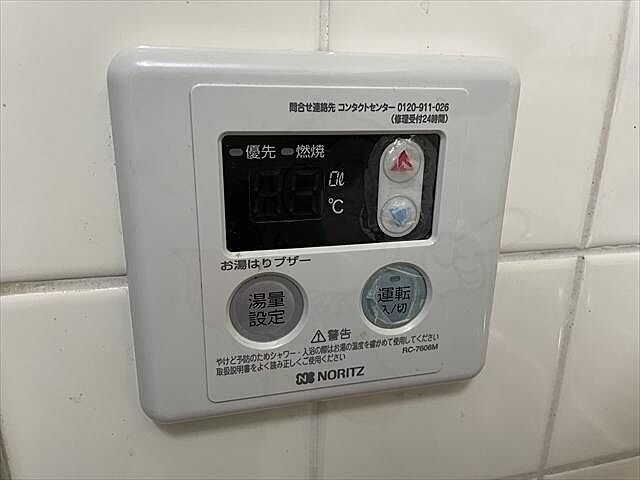 問合せ連絡先 コンタクトセンター 0120-911-026
(修理受付24時間)
優先 燃焼
0ℓ
℃
お湯はりブザー
湯量
設定
運転
入/切
警告
やけど予防のためシャワー・入浴の際はお湯の温度を確かめて使用してください
取扱説明書をよく読み正しくご使用ください
RC-7606M
NORITZ